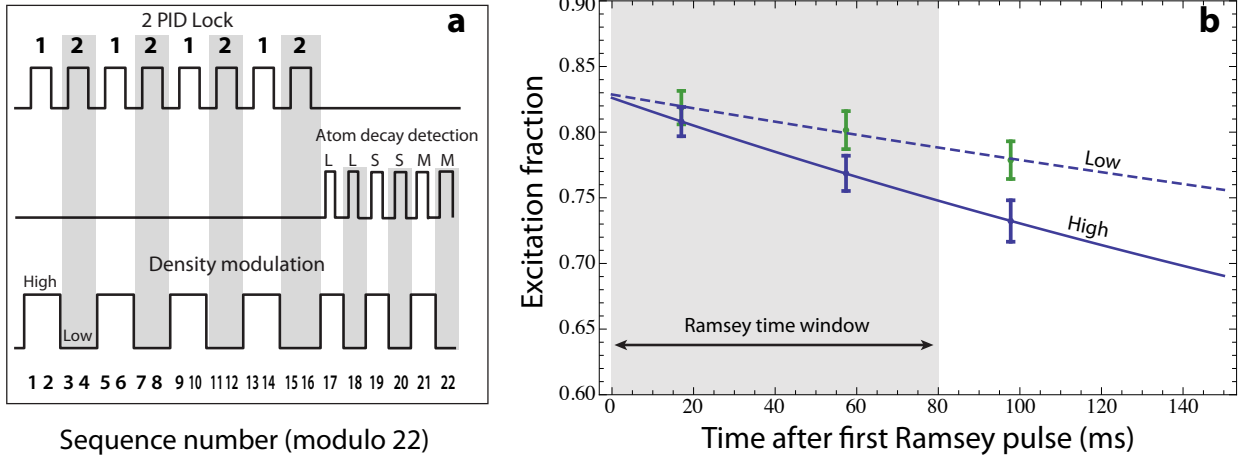 a
2 PID Lock
1 2 1 2 1 2 1 2
Atom decay detection
L L S S M M
Density modulation
High
Low
1 2 3 4 5 6 7 8 9 10 11 12 13 14 15 16 17 18 19 20 21 22
Sequence number (modulo 22)
b
0.90
0.85
0.80
0.75
0.70
0.65
0.60
Excitation fraction
Low
High
Ramsey time window
0 20 40 60 80 100 120 140
Time after first Ramsey pulse (ms)